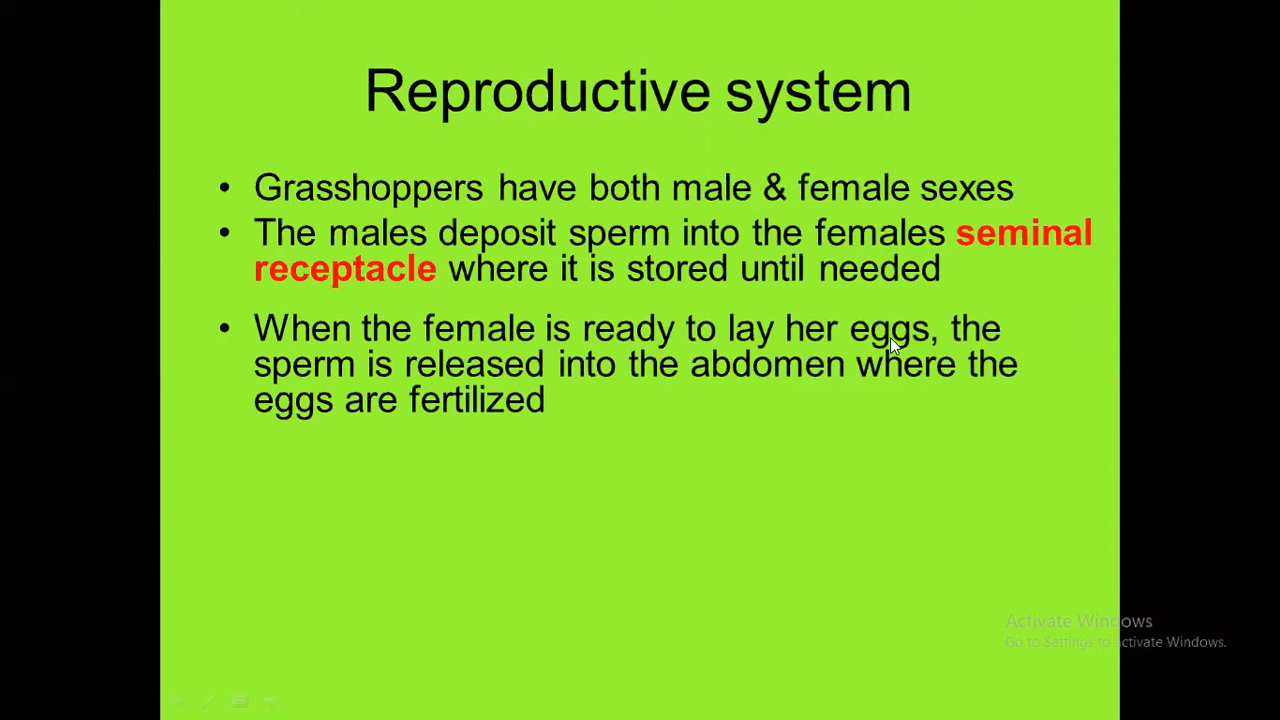 Reproductive system
• Grasshoppers have both male & female sexes
• The males deposit sperm into the females seminal
receptacle where it is stored until needed
• When the female is ready to lay her eggs, the
sperm is released into the abdomen where the
eggs are fertilized
Activate Windows
Go to Settings to activate Windows.